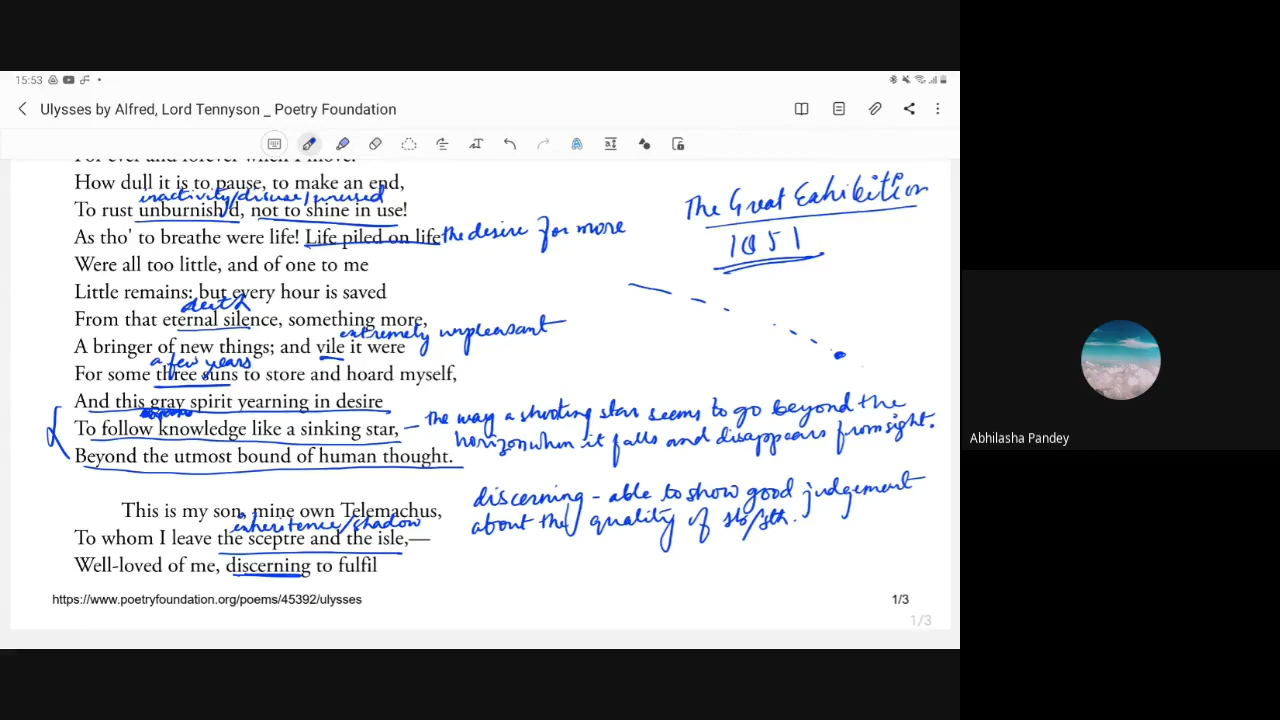 15:53
Ulysses by Alfred, Lord Tennyson _ Poetry Foundation
For ever and forever when I move.
How dull it is to pause, to make an end,
inactivity/disuse/unused
To rust unburnish'd, not to shine in use!
As tho' to breathe were life! Life piled on life the desire for more
Were all too little, and of one to me
Little remains: but every hour is saved
death
From that eternal silence, something more,
extremely unpleasant
A bringer of new things; and vile it were
a few years
For some three suns to store and hoard myself,
And this gray spirit yearning in desire
To follow knowledge like a sinking star,
Beyond the utmost bound of human thought.
This is my son, mine own Telemachus,
inheritence/shadow
To whom I leave the sceptre and the isle,—
Well-loved of me, discerning to fulfil
The Great Exhibition
1851
– the way a shooting star seems to go beyond the
horizon when it falls and disappears from sight.
discerning – able to show good judgement
about the quality of sb/sth.
https://www.poetryfoundation.org/poems/45392/ulysses
1/3
1/3
Abhilasha Pandey